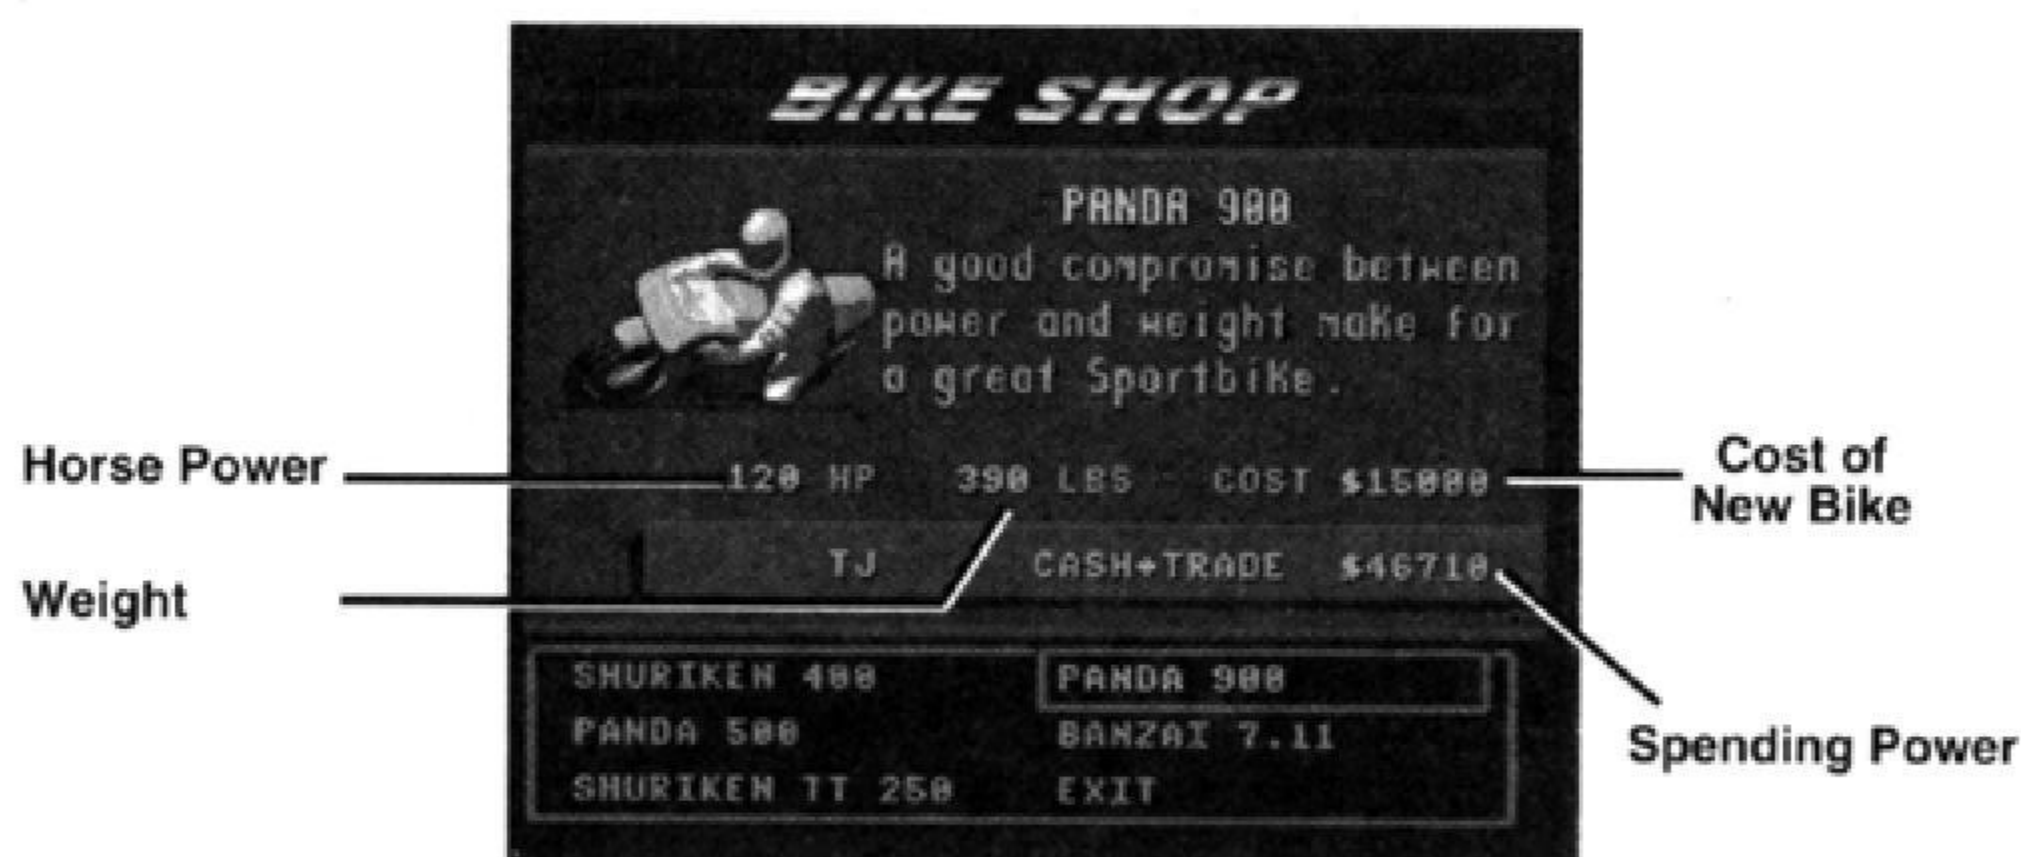 BIKE SHOP
PANDA 900
A good compromise between
power and weight make for
a great Sportbike.
Horse Power
120 HP 390 LBS COST $15000
Cost of
New Bike
TJ CASH+TRADE $46710
Weight
SHURIKEN 400 PANDA 900
PANDA 500 BANZAI 7.11
SHURIKEN TT 250 EXIT
Spending Power